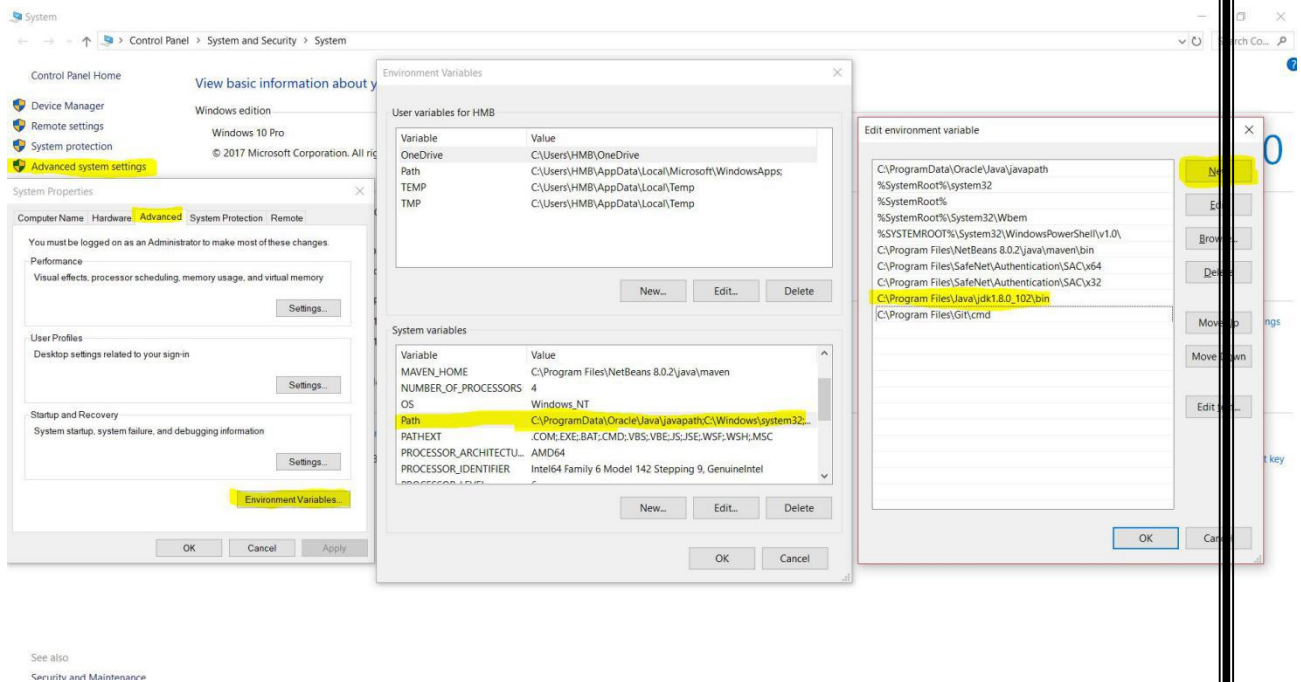 System
Control Panel > System and Security > System
Control Panel Home
View basic information about y
Device Manager
Windows edition
Remote settings
Windows 10 Pro
System protection
© 2017 Microsoft Corporation. All rig
Advanced system settings
System Properties
Computer Name Hardware Advanced System Protection Remote
You must be logged on as an Administrator to make most of these changes.
Performance
Visual effects, processor scheduling, memory usage, and virtual memory
Settings...
User Profiles
Desktop settings related to your sign-in
Settings...
Startup and Recovery
System startup, system failure, and debugging information
Settings...
Environment Variables...
OK Cancel Apply
Environment Variables
User variables for HMB
Variable Value
OneDrive C:\Users\HMB\OneDrive
Path C:\Users\HMB\AppData\Local\Microsoft\WindowsApps;
TEMP C:\Users\HMB\AppData\Local\Temp
TMP C:\Users\HMB\AppData\Local\Temp
New... Edit... Delete
System variables
Variable Value
MAVEN_HOME C:\Program Files\NetBeans 8.0.2\java\maven
NUMBER_OF_PROCESSORS 4
OS Windows_NT
Path C:\ProgramData\Oracle\Java\javapath;C:\Windows\system32;...
PATHEXT .COM;.EXE;.BAT;.CMD;.VBS;.VBE;.JS;.JSE;.WSF;.WSH;.MSC
PROCESSOR_ARCHITECTU... AMD64
PROCESSOR_IDENTIFIER Intel64 Family 6 Model 142 Stepping 9, GenuineIntel
New... Edit... Delete
OK Cancel
Edit environment variable
C:\ProgramData\Oracle\Java\javapath
%SystemRoot%\system32
%SystemRoot%
%SystemRoot%\System32\Wbem
%SYSTEMROOT%\System32\WindowsPowerShell\v1.0\
C:\Program Files\NetBeans 8.0.2\java\maven\bin
C:\Program Files\SafeNet\Authentication\SAC\x64
C:\Program Files\SafeNet\Authentication\SAC\x32
C:\Program Files\Java\jdk1.8.0_102\bin
C:\Program Files\Git\cmd
Move
OK
ngs
t key
0
See also
Security and Maintenance